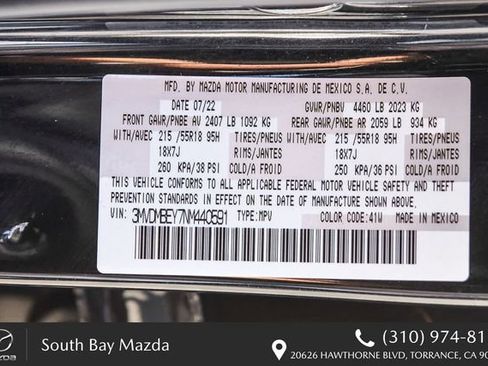 MFD. BY MAZDA MOTOR MANUFACTURING DE MEXICO S.A. DE C.V.
DATE 07/22 GVWR/PNBV 4460 LB 2023 KG
FRONT GAWR/PNBE AV 2407 LB 1092 KG REAR GAWR/PNBE AR 2059 LB 934 KG
WITH/AVEC 215 /55R18 95H TIRES/PNEUS WITH/AVEC 215 /55R18 95H TIRES/PNEUS
18X7J RIMS/JANTES 18X7J RIMS/JANTES
260 KPA/38 PSI COLD/A FROID 250 KPA/36 PSI COLD/A FROID
THIS VEHICLE CONFORMS TO ALL APPLICABLE FEDERAL MOTOR VEHICLE SAFETY AND THEFT
PREVENTION STANDARDS IN EFFECT ON THE DATE OF MANUFACTURE SHOWN ABOVE.
VIN: 3MVDMBEY7NM440591 TYPE: MPV COLOR CODE: 41W MADE IN MEXICO
South Bay Mazda
(310) 974-81
20626 HAWTHORNE BLVD, TORRANCE, CA 90